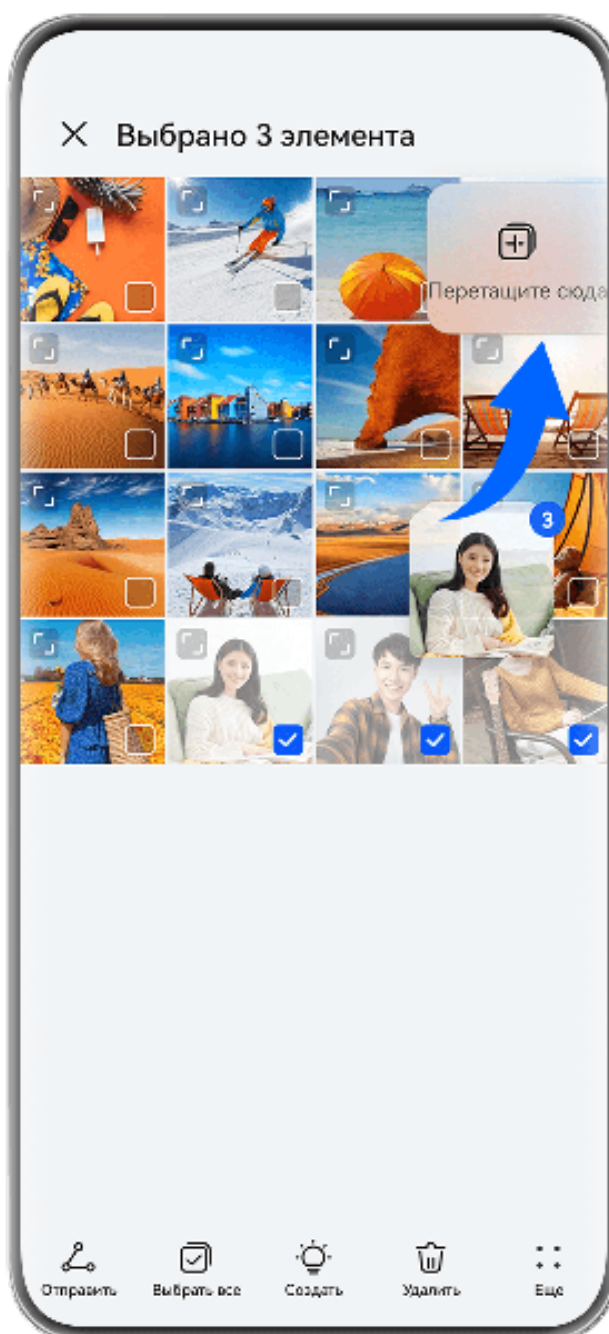 Выбрано 3 элемента
Перетащите сюда
3
Отправить
Выбрать все
Создать
Удалить
Еще